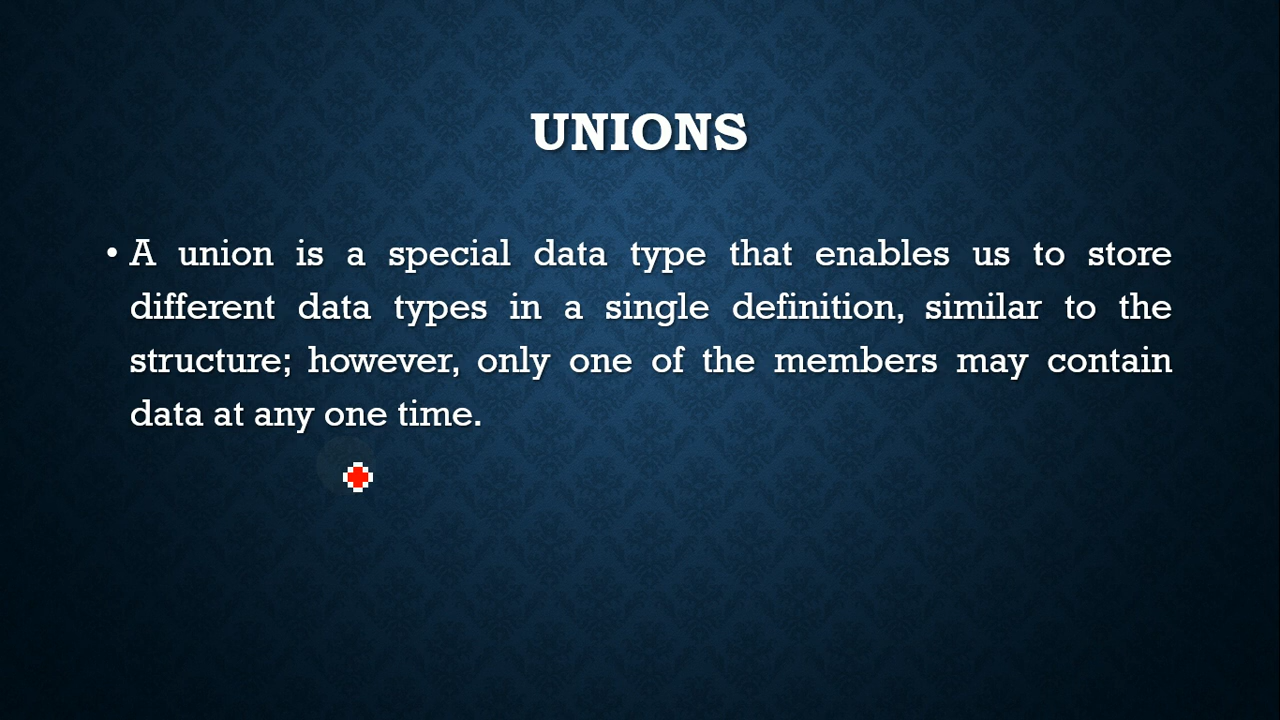 UNIONS
• A union is a special data type that enables us to store
different data types in a single definition, similar to the
structure; however, only one of the members may contain
data at any one time.